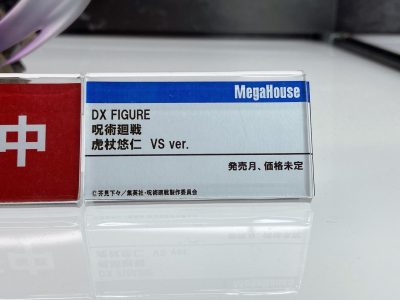 中
MegaHouse
DX FIGURE
呪術廻戦
虎杖悠仁 VS ver.
発売月、価格未定
©芥見下々/集英社・呪術廻戦製作委員会